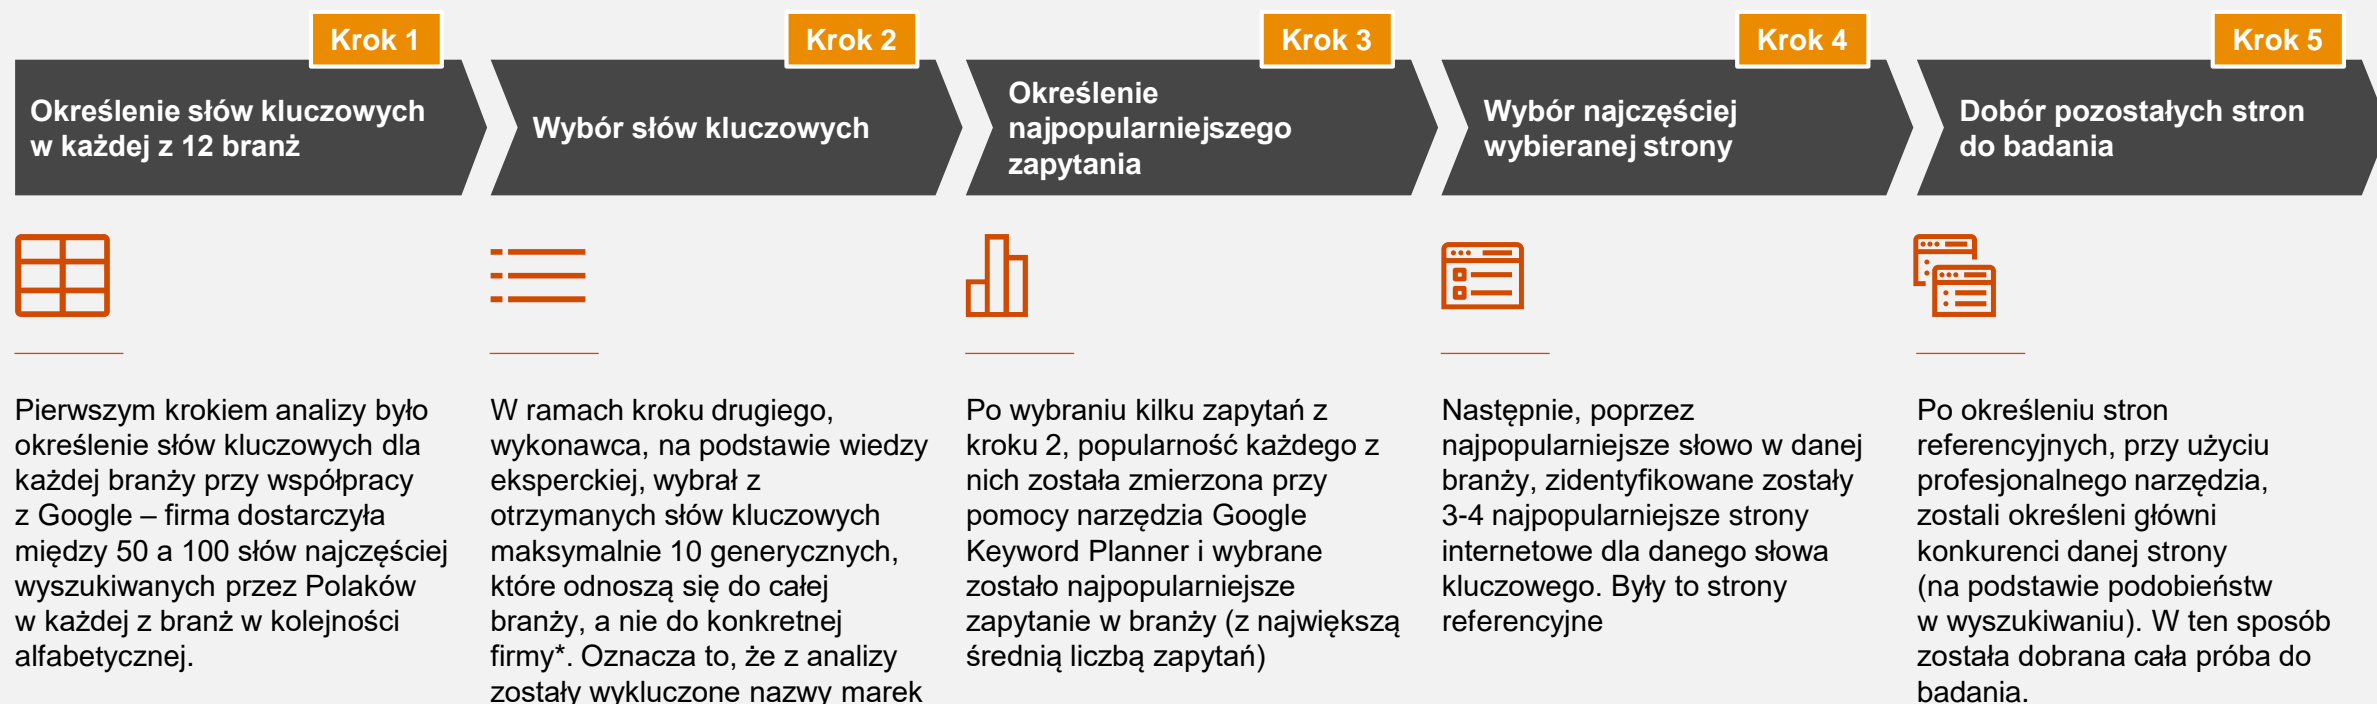 Krok 1
Określenie słów kluczowych
w każdej z 12 branż
Pierwszym krokiem analizy było
określenie słów kluczowych dla
każdej branży przy współpracy
z Google – firma dostarczyła
między 50 a 100 słów najczęściej
wyszukiwanych przez Polaków
w każdej z branż w kolejności
alfabetycznej.
Krok 2
Wybór słów kluczowych
W ramach kroku drugiego,
wykonawca, na podstawie wiedzy
eksperckiej, wybrał z
otrzymanych słów kluczowych
maksymalnie 10 generycznych,
które odnoszą się do całej
branży, a nie do konkretnej
firmy*. Oznacza to, że z analizy
zostały wykluczone nazwy marek
Krok 3
Określenie
najpopularniejszego
zapytania
Po wybraniu kilku zapytań z
kroku 2, popularność każdego z
nich została zmierzona przy
pomocy narzędzia Google
Keyword Planner i wybrane
zostało najpopularniejsze
zapytanie w branży (z największą
średnią liczbą zapytań)
Krok 4
Wybór najczęściej
wybieranej strony
Następnie, poprzez
najpopularniejsze słowo w danej
branży, zidentyfikowane zostały
3-4 najpopularniejsze strony
internetowe dla danego słowa
kluczowego. Były to strony
referencyjne
Krok 5
Dobór pozostałych stron
do badania
Po określeniu stron
referencyjnych, przy użyciu
profesjonalnego narzędzia,
zostali określeni główni
konkurenci danej strony
(na podstawie podobieństw
w wyszukiwaniu). W ten sposób
została dobrana cała próba do
badania.